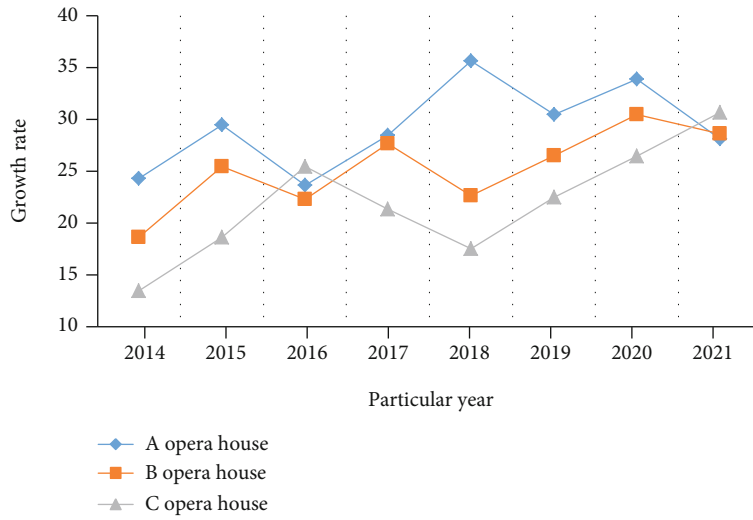 40
35
30
25
20
15
10
Growth rate
2014 2015 2016 2017 2018 2019 2020 2021
Particular year
A opera house
B opera house
C opera house